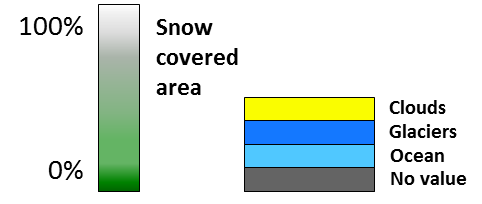 100%
Snow
covered
area
0%
Clouds
Glaciers
Ocean
No value